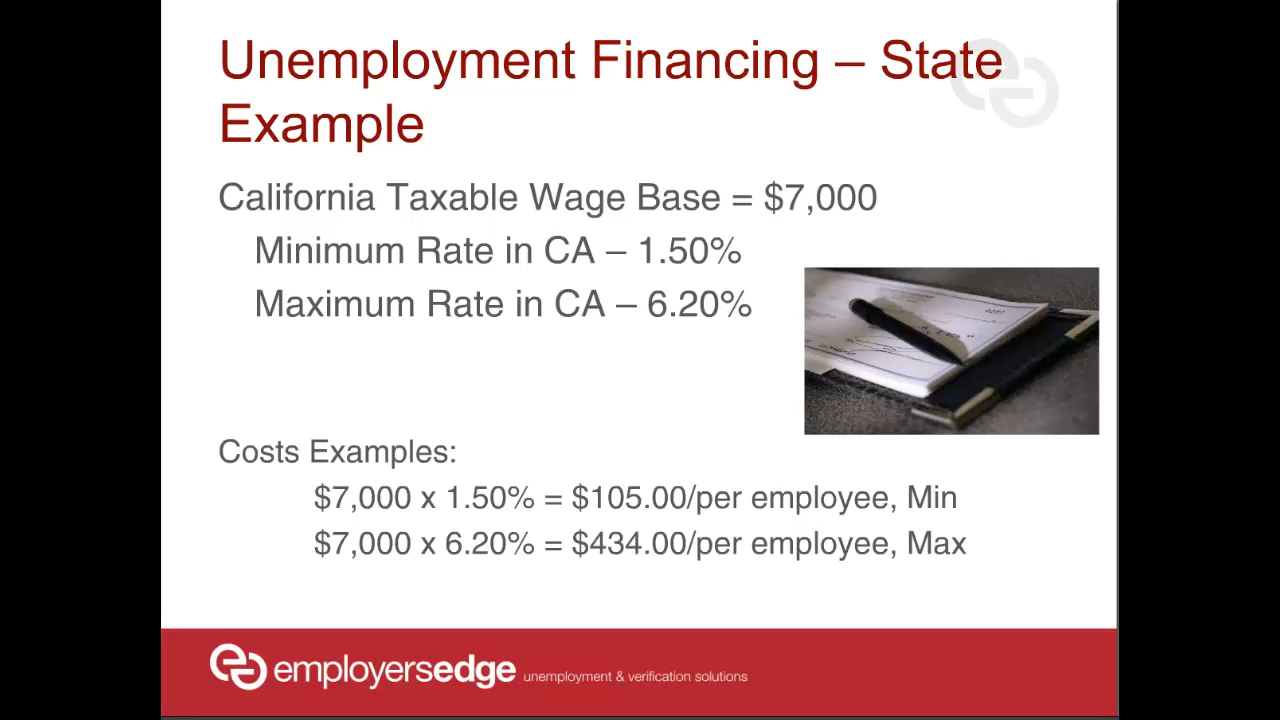 Unemployment Financing – State
Example
California Taxable Wage Base = $7,000
Minimum Rate in CA – 1.50%
Maximum Rate in CA – 6.20%
Costs Examples:
$7,000 x 1.50% = $105.00/per employee, Min
$7,000 x 6.20% = $434.00/per employee, Max
employersedge unemployment & verification solutions